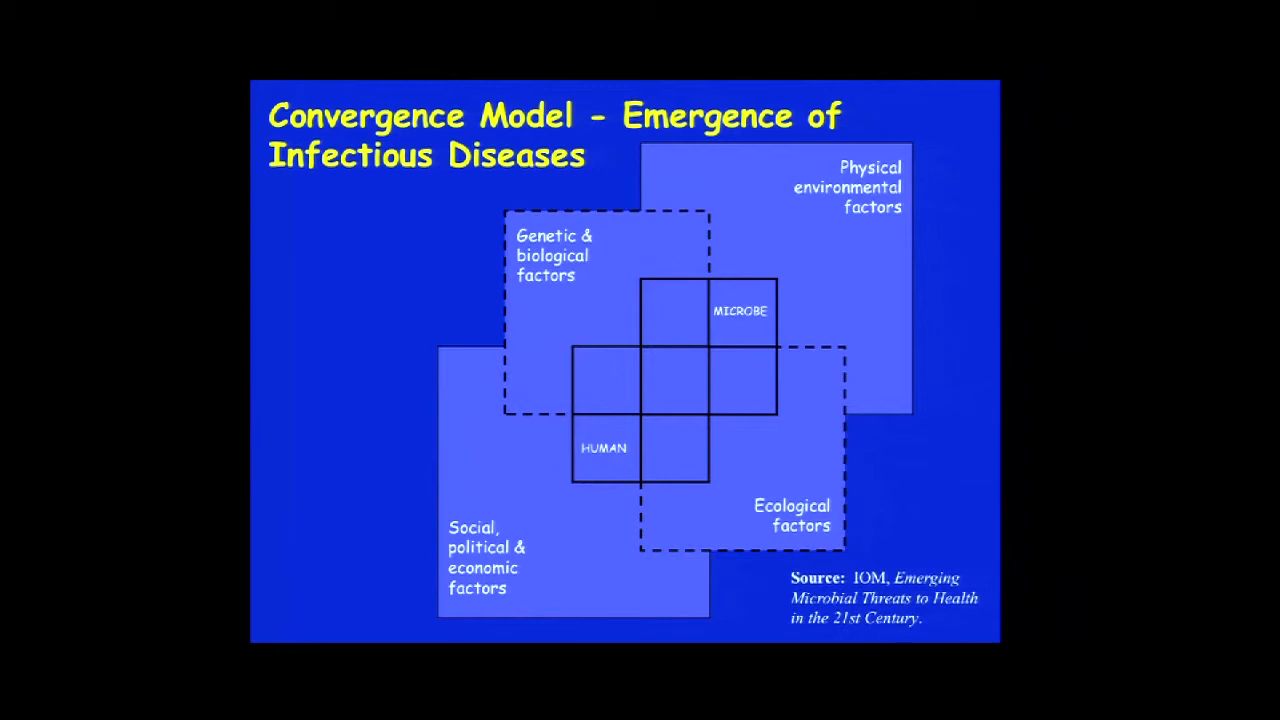 Convergence Model - Emergence of
Infectious Diseases
Physical
environmental
factors
Genetic &
biological
factors
MICROBE
HUMAN
Ecological
factors
Social,
political &
economic
factors
Source: IOM, Emerging
Microbial Threats to Health
in the 21st Century.